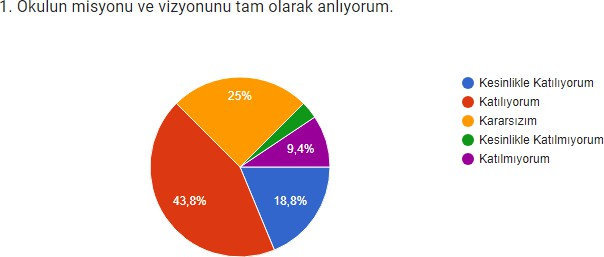 1. Okulun misyonu ve vizyonunu tam olarak anlıyorum.
25%
9,4%
43,8%
18,8%
Kesinlikle Katılıyorum
Katılıyorum
Kararsızım
Kesinlikle Katılmıyorum
Katılmıyorum